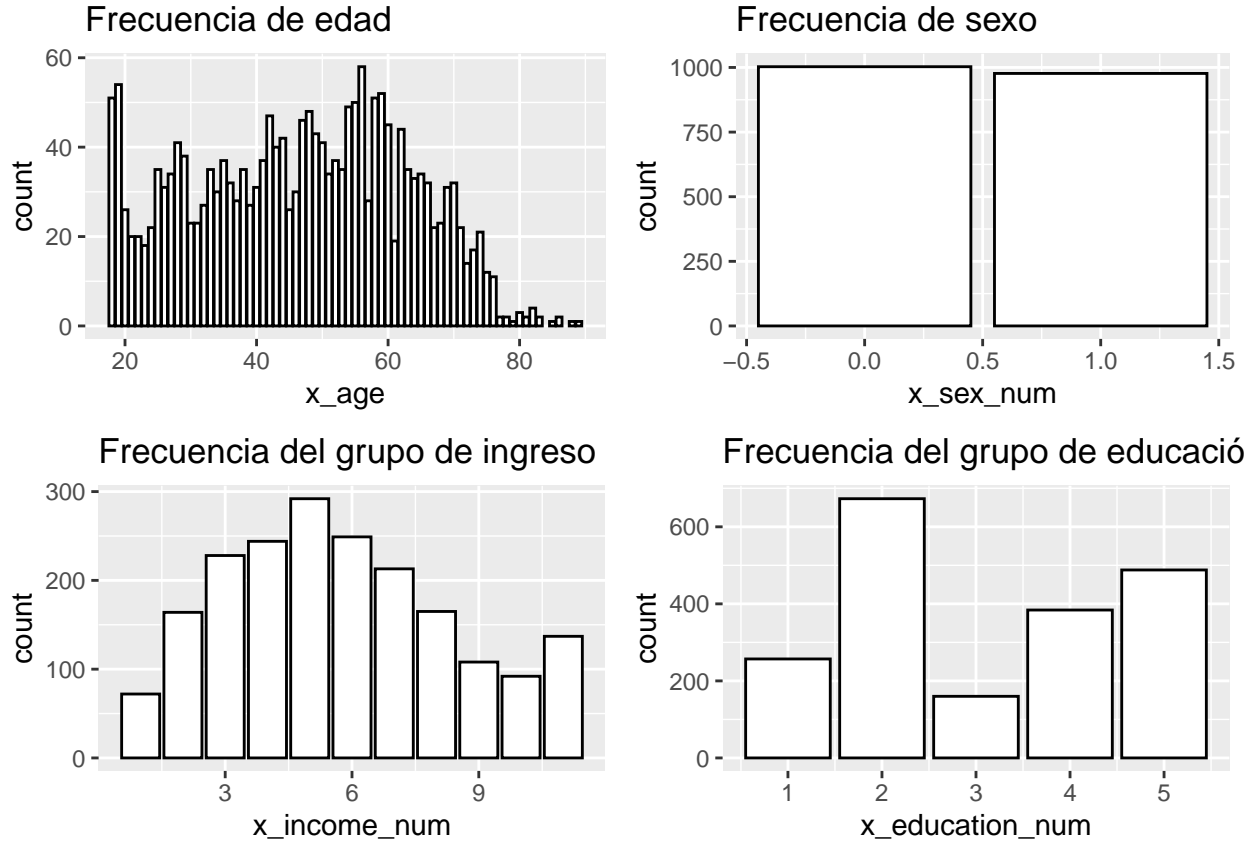 Frecuencia de edad
60
40
20
0
count
20
40
60
80
x_age
Frecuencia de sexo
1000
750
500
250
0
count
−0.5
0.0
0.5
1.0
1.5
x_sex_num
Frecuencia del grupo de ingreso
300
200
100
0
count
3
6
9
x_income_num
Frecuencia del grupo de educació
600
400
200
0
count
1
2
3
4
5
x_education_num